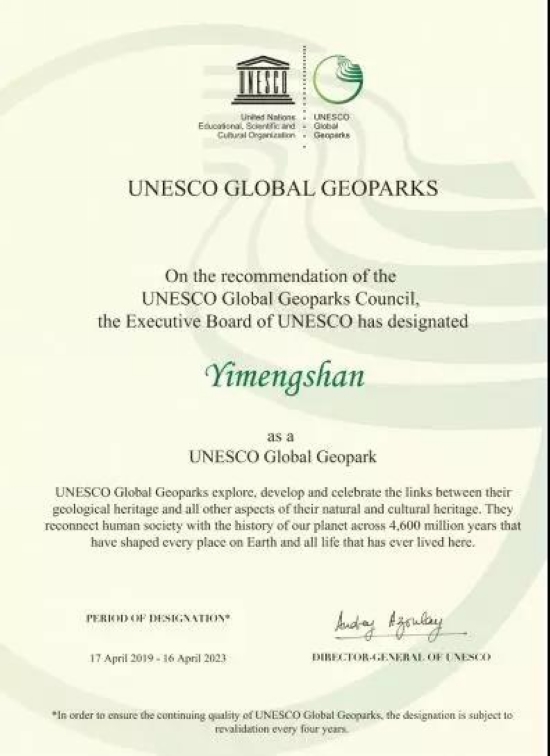 UNESCO
United Nations
Educational, Scientific and
Cultural Organization
UNESCO
Global
Geoparks
UNESCO GLOBAL GEOPARKS
On the recommendation of the
UNESCO Global Geoparks Council,
the Executive Board of UNESCO has designated
Yimengshan
as a
UNESCO Global Geopark
UNESCO Global Geoparks explore, develop and celebrate the links between their
geological heritage and all other aspects of their natural and cultural heritage. They
reconnect human society with the history of our planet across 4,600 million years that
have shaped every place on Earth and all life that has ever lived here.
PERIOD OF DESIGNATION*
Audrey Azoulay
17 April 2019 - 16 April 2023
DIRECTOR-GENERAL OF UNESCO
*In order to ensure the continuing quality of UNESCO Global Geoparks, the designation is subject to
revalidation every four years.